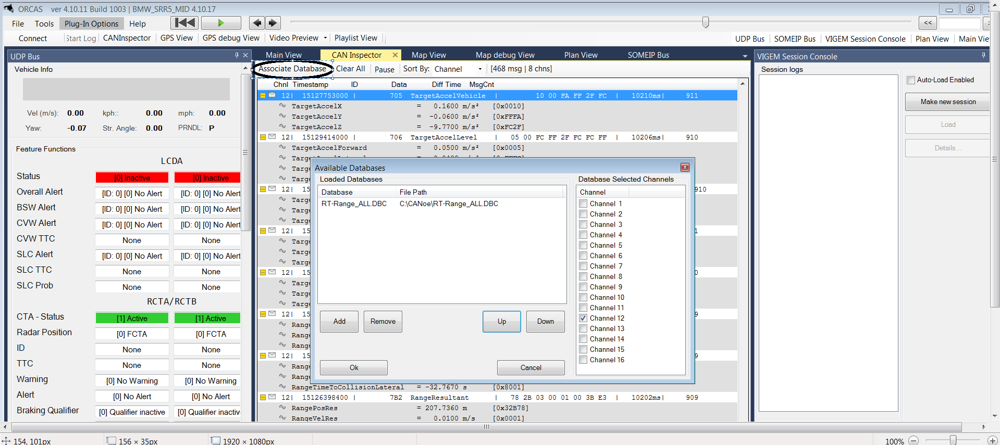 ORCAS ver 4.10.11 Build 1003 | BMW_SRR5_MID 4.10.17
File Tools Plug-In Options Help <<
Connect Start Log CANInspector GPS View GPS debug View Video Preview Playlist View UDP Bus SOMEIP Bus VIGEM Session Console Plan View Main
UDP Bus
Main View CAN Inspector Map View Map debug View Plan View SOMEIP Bus
VIGEM Session Console
Vehicle Info
Vel (m/s): 0.00 kph:: 0.00 mph: 0.00
Yaw: -0.07 Str. Angle: 0.00 PRNDL: P
Feature Functions
LCDA
Status [0] Inactive [0] Inactive
Overall Alert [ID: 0] [0] No Alert [ID: 0] [0] No Alert
BSW Alert [ID: 0] [0] No Alert [ID: 0] [0] No Alert
CVW Alert [ID: 0] [0] No Alert [ID: 0] [0] No Alert
CVW TTC None None
SLC Alert [ID: 0] [0] No Alert [ID: 0] [0] No Alert
SLC TTC None None
SLC Prob None None
RCTA/RCTB
CTA - Status [1] Active [1] Active
Radar Position [0] FCTA [0] FCTA
ID None None
TTC None None
Warning [0] No Warning [0] No Warning
Alert [0] No Alert [0] No Alert
Braking Qualifier [0] Qualifier inactive [0] Qualifier inactive
Associate Database Clear All Pause Sort By: Channel [468 msg | 8 chns]
Chnl Timestamp ID Data Diff Time MsgCnt
12| 15127753000 | 705 TargetAccelVehicle | 10 00 FA FF 2F FC | 10210ms| 911
TargetAccelX = 0.1600 m/s² [0x0010]
TargetAccelY = -0.0600 m/s² [0xFFFA]
TargetAccelZ = -9.7700 m/s² [0xFC2F]
12| 15129414000 | 706 TargetAccelLevel | 05 00 FC FF 2F FC FC FF | 10206ms| 910
TargetAccelForward = 0.0500 m/s² [0x0005]
Targ
Targ
12| 15 910
Targ
Targ
Targ
12| 15 1
Targ
Targ
Targ
12| 15 0
Targ
Targ
Targ
12| 15 9
Rang
Rang
Rang
12| 15 9
Rang
Rang
RangeTimeToCollisionLateral = -32.7670 s [0x8001]
12| 15126398400 | 7B2 RangeResultant | 78 2B 03 00 01 00 3B E3 | 10202ms| 909
RangePosRes = 207.7360 m [0x32B78]
RangeVelRes = 0.0100 m/s [0x0001]
Available Databases
Loaded Databases
Database File Path
RT-Range_ALL.DBC C:\CANoe\RT-Range_ALL.DBC
Add Remove Up Down
Ok Cancel
Database Selected Channels
Channel
Channel 1
Channel 2
Channel 3
Channel 4
Channel 5
Channel 6
Channel 7
Channel 8
Channel 9
Channel 10
Channel 11
Channel 12
Channel 13
Channel 14
Channel 15
Channel 16
Session logs
Auto-Load Enabled
Make new session
Load
Details...
154, 101px 156 × 35px 1920 × 1080px 100%